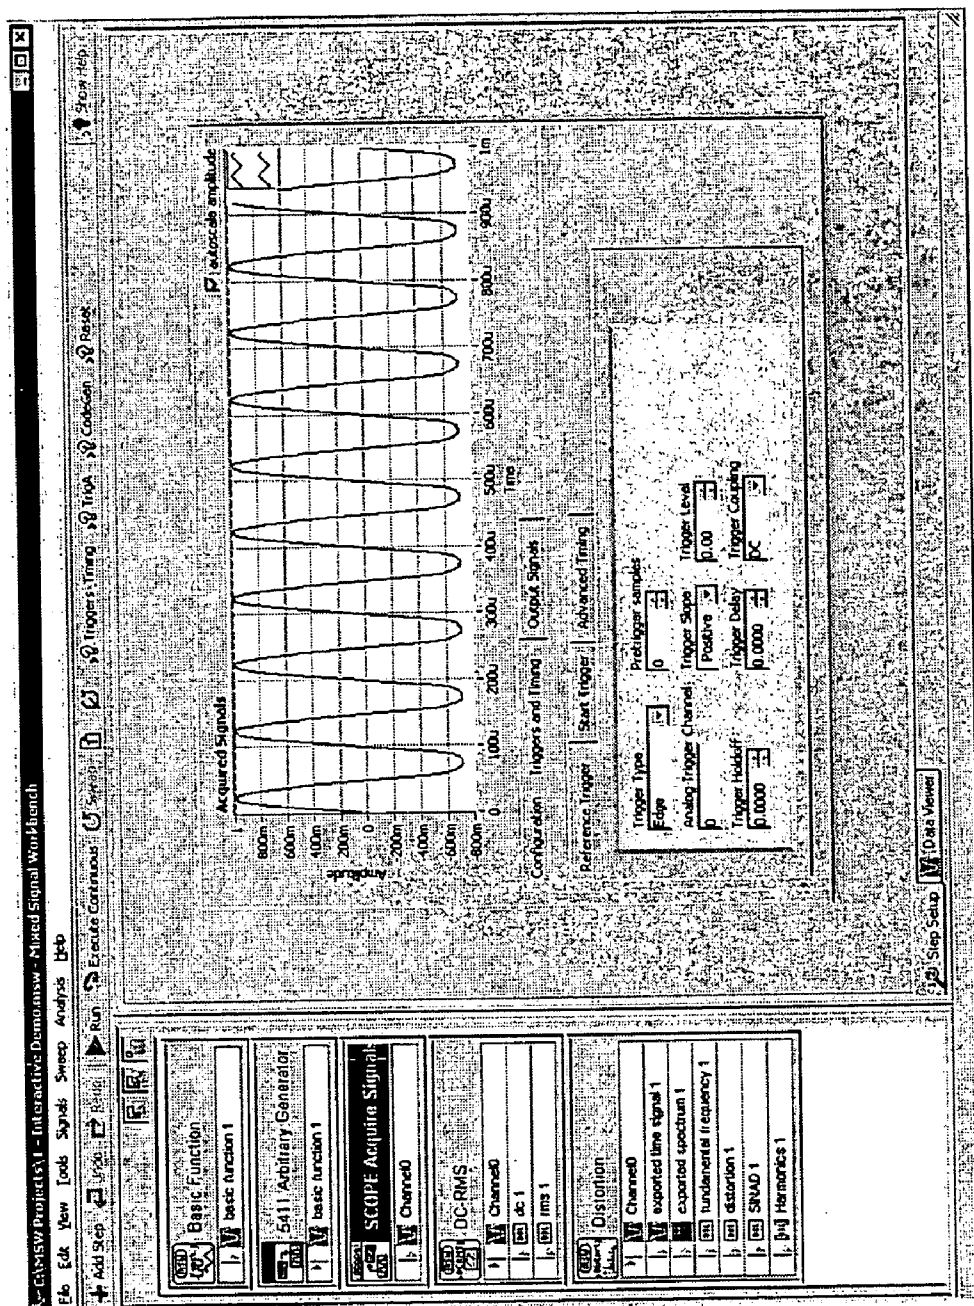 C:\MSW Projects\1 - Interactive Demo.msw - Mixed Signal Workbench
File Edit View Tools Signals Sweep Analysis Help
Add Step Undo Redo Run Execute Continuous Sweep Triggers\Timing TrigA CodeGen Reset Show Help
Basic Function
basic function 1
5411 Arbitrary Generator
basic function 1
SCOPE Acquire Signals
Channel0
DC-RMS
Channel0
dc 1
rms 1
Distortion
Channel0
exported time signal 1
exported spectrum 1
fundamental frequency 1
distortion 1
SINAD 1
Harmonics 1
Acquired Signals
autoscale amplitude
Amplitude
1
800m
600m
400m
200m
0
-200m
-400m
-600m
-800m
0 100u 200u 300u 400u 500u 600u 700u 800u 900u 1m
Time
Configuration Triggers and Timing Output Signals
Reference Trigger Start Trigger Advanced Timing
Trigger Type Pretrigger samples
Edge 0
Analog Trigger Channel Trigger Slope Trigger Level
0 Positive 0.00
Trigger Holdoff Trigger Delay Trigger Coupling
0.0000 0.0000 DC
Step Setup Data Viewer